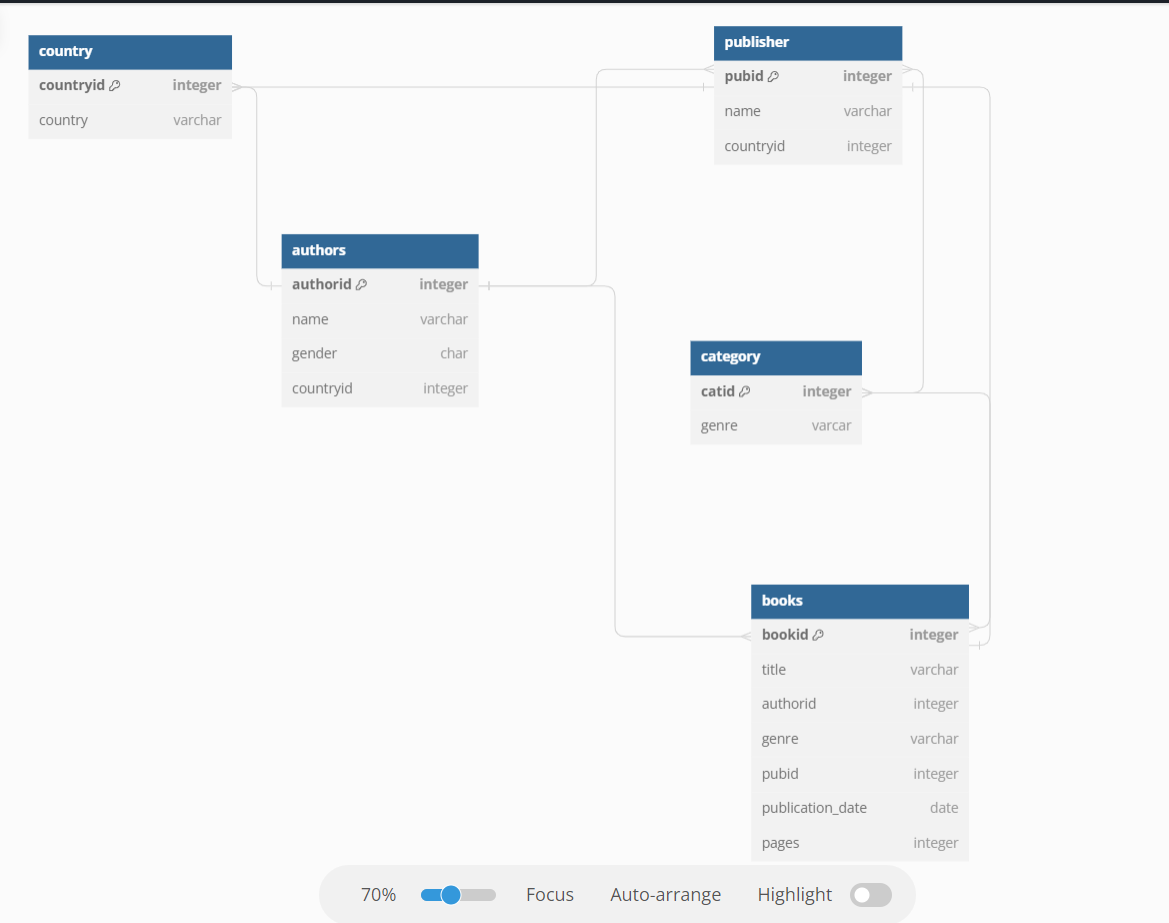 country
countryid integer
country varchar
publisher
pubid integer
name varchar
countryid integer
authors
authorid integer
name varchar
gender char
countryid integer
category
catid integer
genre varcar
books
bookid integer
title varchar
authorid integer
genre varchar
pubid integer
publication_date date
pages integer
70% Focus Auto-arrange Highlight